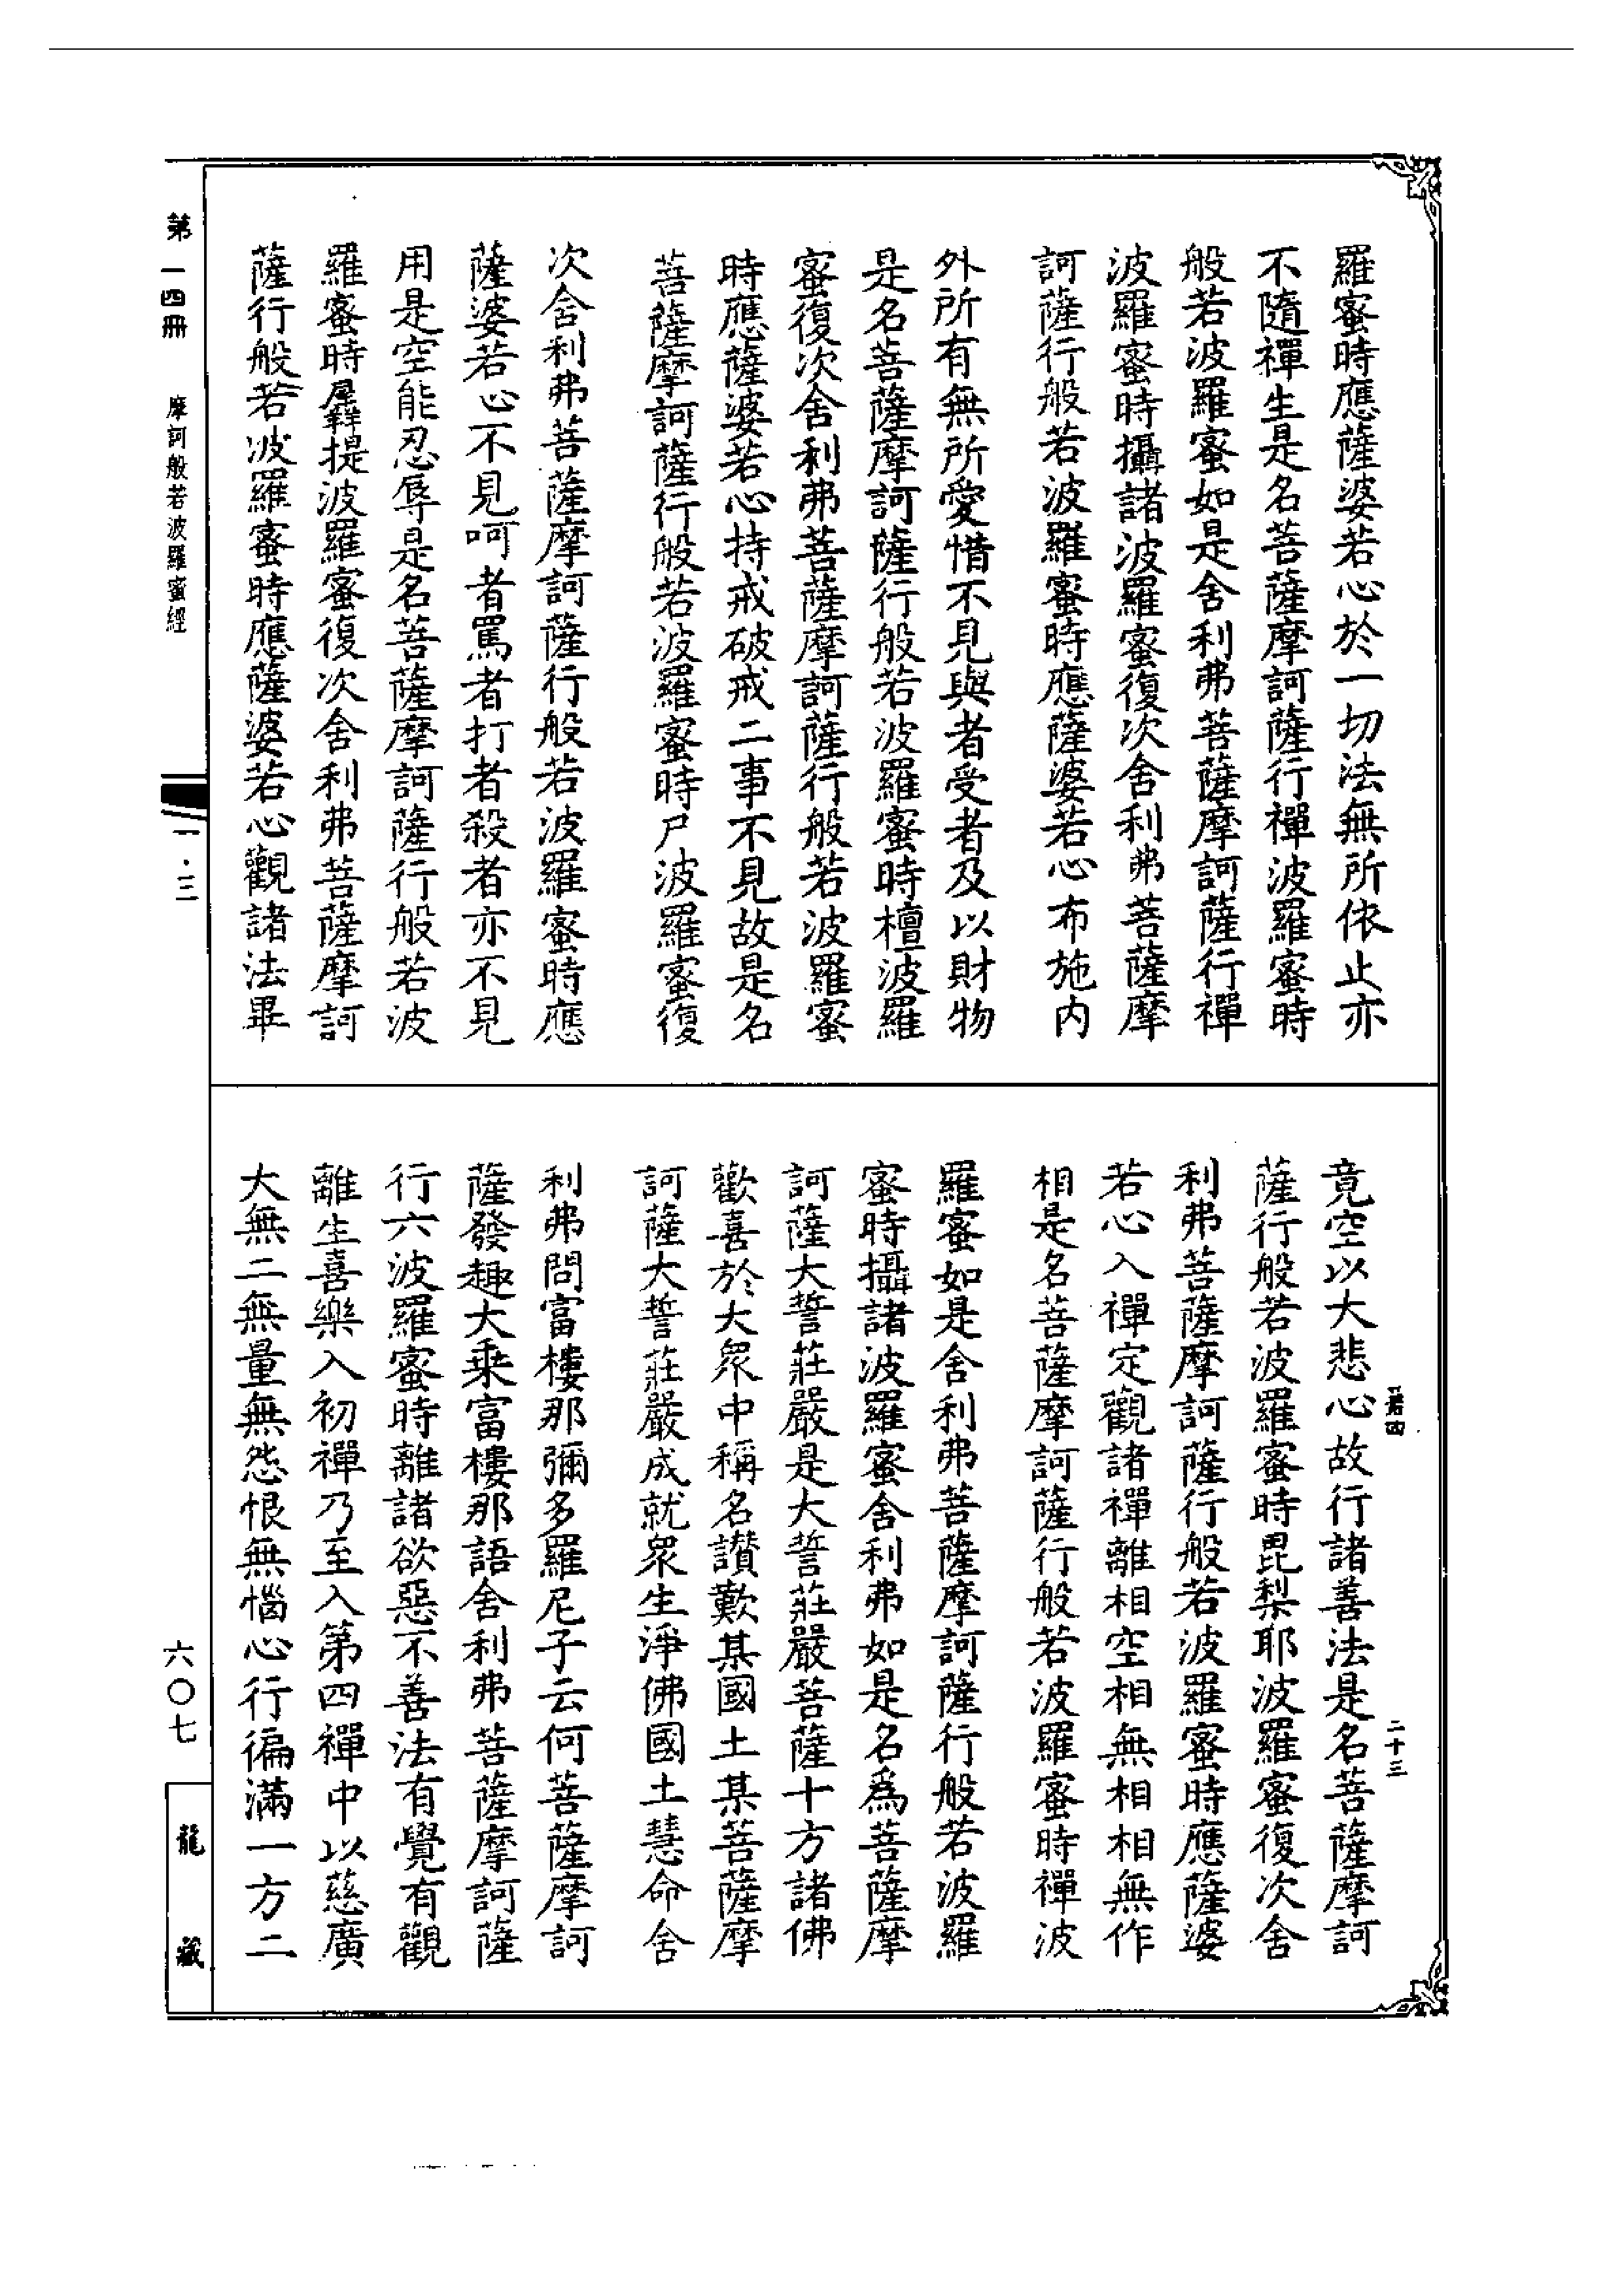 羅蜜時應薩婆若心於一切法無所依止亦
不隨禪生是名菩薩摩訶薩行禪波羅蜜時
般若波羅蜜如是舍利弗菩薩摩訶薩行禪
波羅蜜時攝諸波羅蜜復次舍利弗菩薩摩
訶薩行般若波羅蜜時應薩婆若心布施内
外所有無所愛惜不見與者受者及以財物
是名菩薩摩訶薩行般若波羅蜜時檀波羅
蜜復次舍利弗菩薩摩訶薩行般若波羅蜜
時應薩婆若心持戒破戒二事不見故是名
菩薩摩訶薩行般若波羅蜜時尸波羅蜜復
次舍利弗菩薩摩訶薩行般若波羅蜜時應
薩婆若心不見呵者罵者打者殺者亦不見
用是空能忍辱是名菩薩摩訶薩行般若波
羅蜜時羼提波羅蜜復次舍利弗菩薩摩訶
薩行般若波羅蜜時應薩婆若心觀諸法畢
竟空以大悲心故行諸善法是名菩薩摩訶
薩行般若波羅蜜時毘梨耶波羅蜜復次舍
利弗菩薩摩訶薩行般若波羅蜜時應薩婆
若心入禪定觀諸禪離相空相無相相無作
相是名菩薩摩訶薩行般若波羅蜜時禪波
羅蜜如是舍利弗菩薩摩訶薩行般若波羅
蜜時攝諸波羅蜜舍利弗如是名爲菩薩摩
訶薩大誓莊嚴是大誓莊嚴菩薩十方諸佛
歡喜於大眾中稱名讃歎某國土某菩薩摩
訶薩大誓莊嚴成就眾生淨佛國土慧命舍
利弗問富樓那彌多羅尼子云何菩薩摩訶
薩發趣大乘富樓那語舍利弗菩薩摩訶薩
行六波羅蜜時離諸欲惡不善法有覺有觀
離生喜樂入初禪乃至入第四禪中以慈廣
大無二無量無怨恨無惱心行徧滿一方二
二十三
第一四冊
摩訶般若波羅蜜經
一·三
六〇七
龍藏